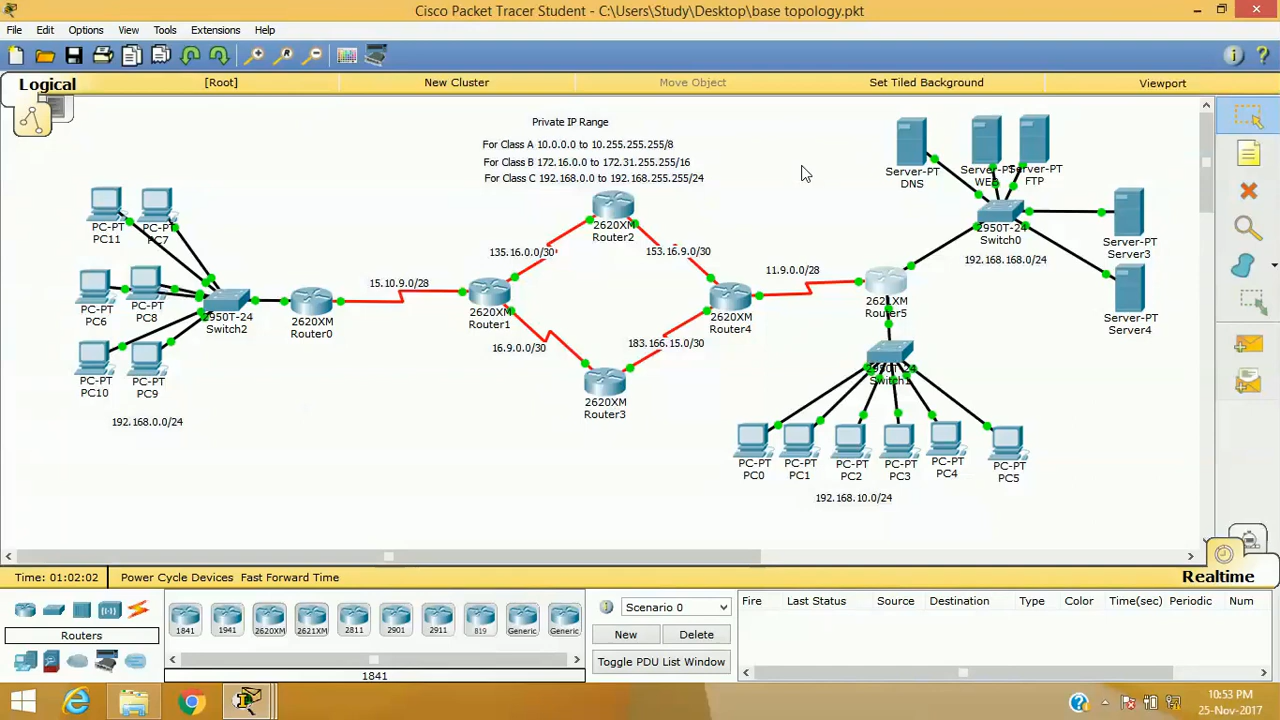 Cisco Packet Tracer Student - C:\Users\Study\Desktop\base topology.pkt
File Edit Options View Tools Extensions Help
Logical
[Root]
New Cluster
Move Object
Set Tiled Background
Viewport
Private IP Range
For Class A 10.0.0.0 to 10.255.255.255/8
For Class B 172.16.0.0 to 172.31.255.255/16
For Class C 192.168.0.0 to 192.168.255.255/24
Server-PT
DNS
Server-PT
WEB
Server-PT
FTP
PC-PT
PC11
PC-PT
PC7
2620XM
Router2
2950T-24
Switch0
Server-PT
Server3
135.16.0.0/30
153.16.9.0/30
192.168.168.0/24
11.9.0.0/28
15.10.9.0/28
PC-PT
PC6
PC-PT
PC8
2950T-24
Switch2
2620XM
Router0
2620XM
Router1
2620XM
Router4
2620XM
Router5
Server-PT
Server4
16.9.0.0/30
183.166.15.0/30
PC-PT
PC10
PC-PT
PC9
2620XM
Router3
2950T-24
Switch1
192.168.0.0/24
PC-PT
PC0
PC-PT
PC1
PC-PT
PC2
PC-PT
PC3
PC-PT
PC4
PC-PT
PC5
192.168.10.0/24
Time: 01:02:02
Power Cycle Devices Fast Forward Time
Realtime
Routers
1841 1941 2620XM 2621XM 2811 2901 2911 819 Generic Generic
1841
Scenario 0
New
Delete
Toggle PDU List Window
Fire Last Status Source Destination Type Color Time(sec) Periodic Num
10:53 PM
25-Nov-2017